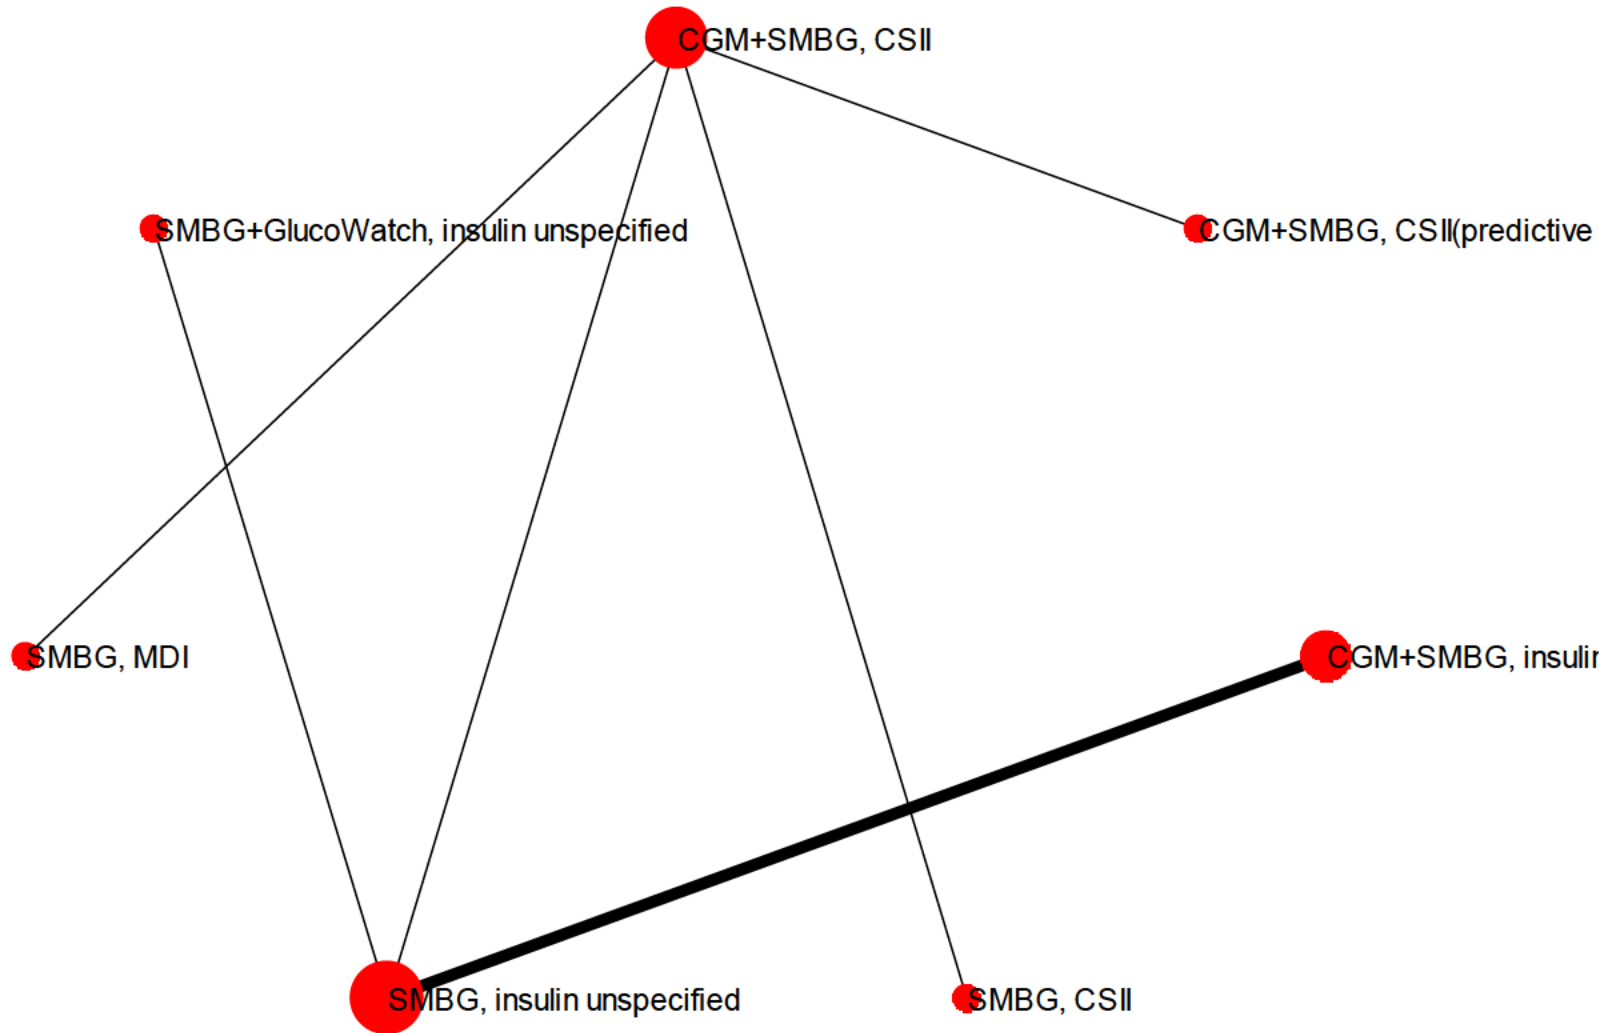 CGM+SMBG, CSII
SMBG+GlucoWatch, insulin unspecified
CGM+SMBG, CSII(predictive
SMBG, MDI
CGM+SMBG, insulin
SMBG, insulin unspecified
SMBG, CSII